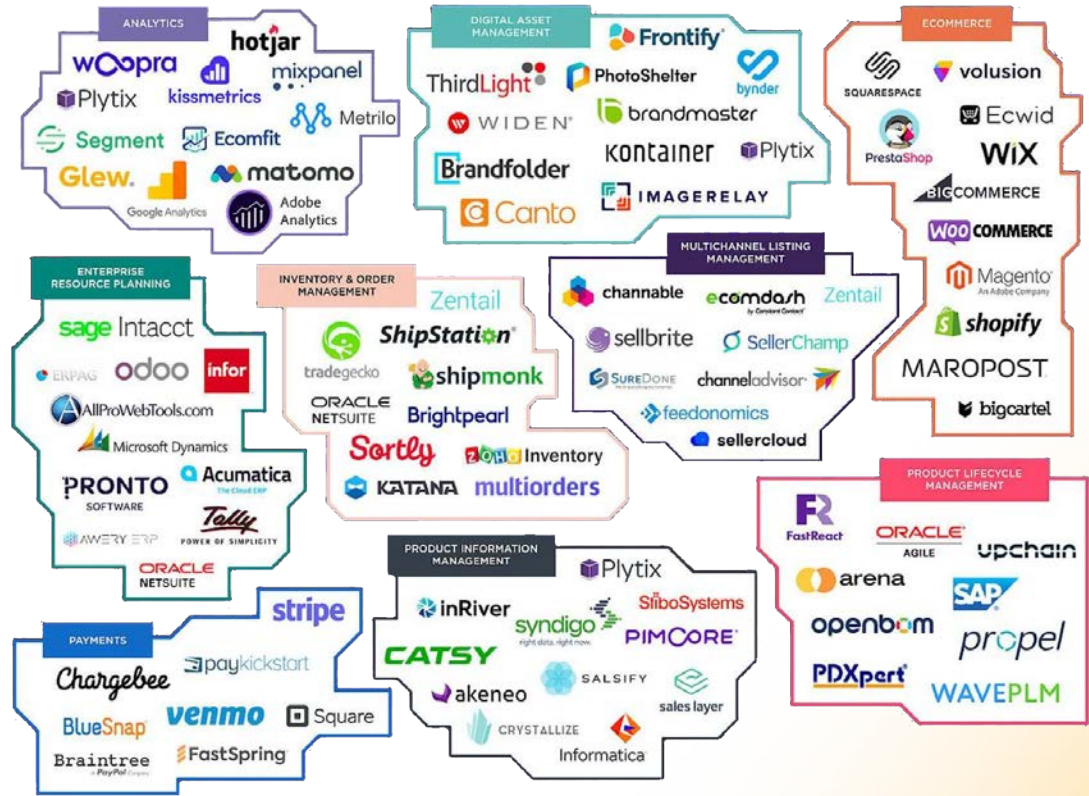 ANALYTICS
hotjar
woopra
mixpanel
kissmetrics
Plytix
Metrilo
Segment
Ecomfit
Glew.
matomo
Google Analytics
Adobe
Analytics
DIGITAL ASSET
MANAGEMENT
Frontify
ThirdLight
PhotoShelter
bynder
WIDEN
brandmaster
Kontainer
Plytix
Brandfolder
IMAGERELAY
Canto
ECOMMERCE
SQUARESPACE
volusion
Ecwid
PrestaShop
WiX
BIGCOMMERCE
WOO COMMERCE
Magento
An Adobe Company
shopify
MAROPOST
bigcartel
ENTERPRISE
RESOURCE PLANNING
sage Intacct
ERPAG
odoo
infor
AllProWebTools.com
Microsoft Dynamics
PRONTO
SOFTWARE
Acumatica
The Cloud ERP
AWERY ERP
Tally
POWER OF SIMPLICITY
ORACLE
NETSUITE
INVENTORY & ORDER
MANAGEMENT
Zentail
tradegecko
ShipStation
shipmonk
ORACLE
NETSUITE
Brightpearl
Sortly
ZOHO Inventory
KATANA
multiorders
MULTICHANNEL LISTING
MANAGEMENT
channable
ecomdash
by Constant Contact
Zentail
sellbrite
SellerChamp
SUREDONE
channeladvisor
feedonomics
sellercloud
PRODUCT LIFECYCLE
MANAGEMENT
FR
FastReact
ORACLE
AGILE
upchain
arena
SAP
openbom
propel
PDXpert
WAVEPLM
PRODUCT INFORMATION
MANAGEMENT
Plytix
inRiver
syndigo
right data. right now.
StiboSystems
PIMCORE
CATSY
akeneo
SALSIFY
sales layer
CRYSTALLIZE
Informatica
PAYMENTS
stripe
Chargebee
paykickstart
BlueSnap
venmo
Square
Braintree
A PayPal Company
FastSpring